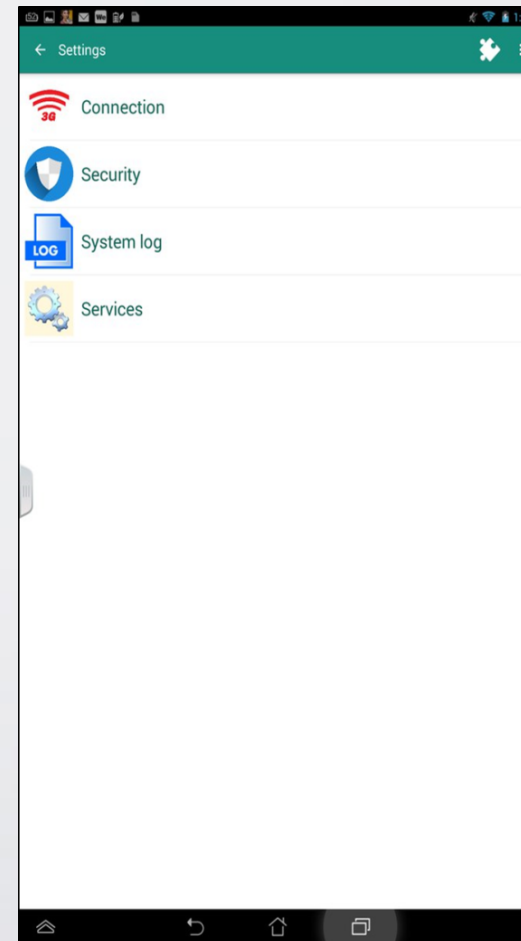 Settings
3G
Connection
Security
LOG
System log
Services